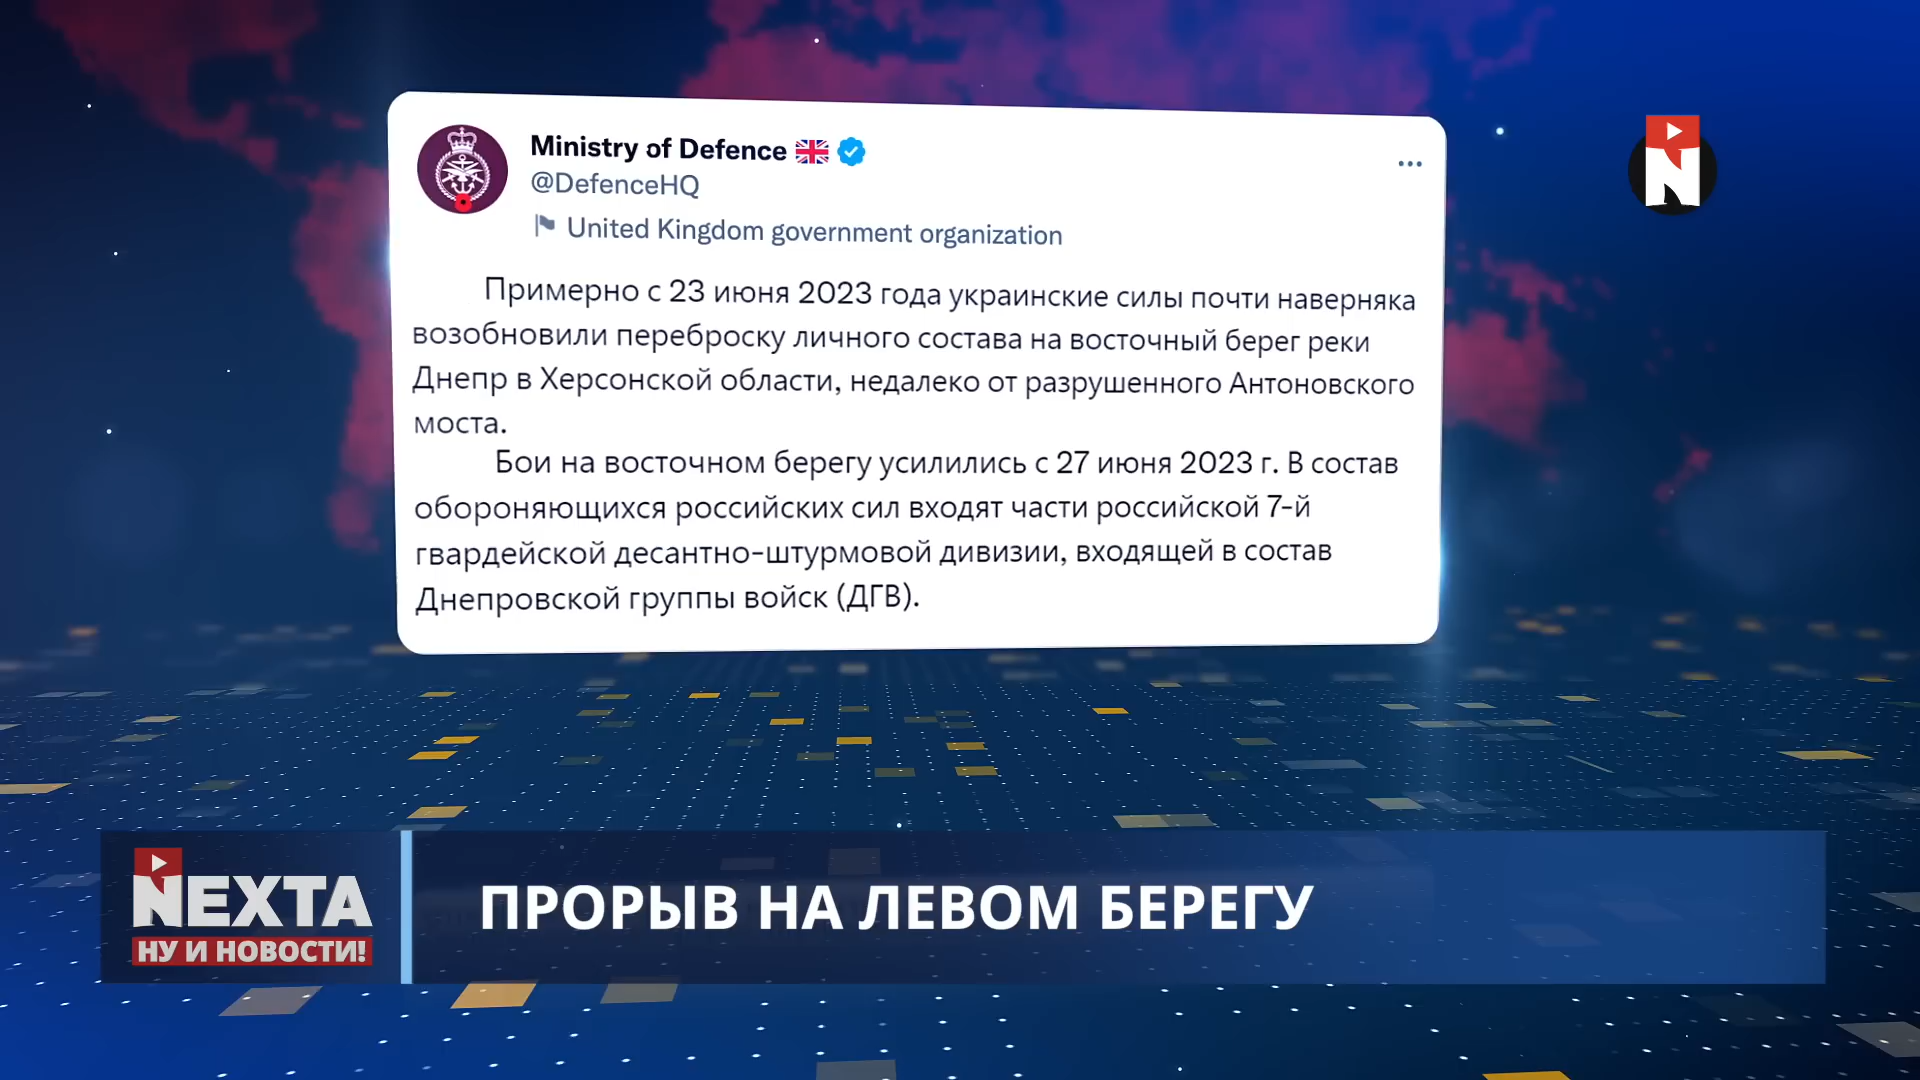 Ministry of Defence
@DefenceHQ
United Kingdom government organization
Примерно с 23 июня 2023 года украинские силы почти наверняка
возобновили переброску личного состава на восточный берег реки
Днепр в Херсонской области, недалеко от разрушенного Антоновского
моста.
Бои на восточном берегу усилились с 27 июня 2023 г. В состав
обороняющихся российских сил входят части российской 7-й
гвардейской десантно-штурмовой дивизии, входящей в состав
Днепровской группы войск (ДГВ).
N
NEXTA
НУ И НОВОСТИ!
ПРОРЫВ НА ЛЕВОМ БЕРЕГУ